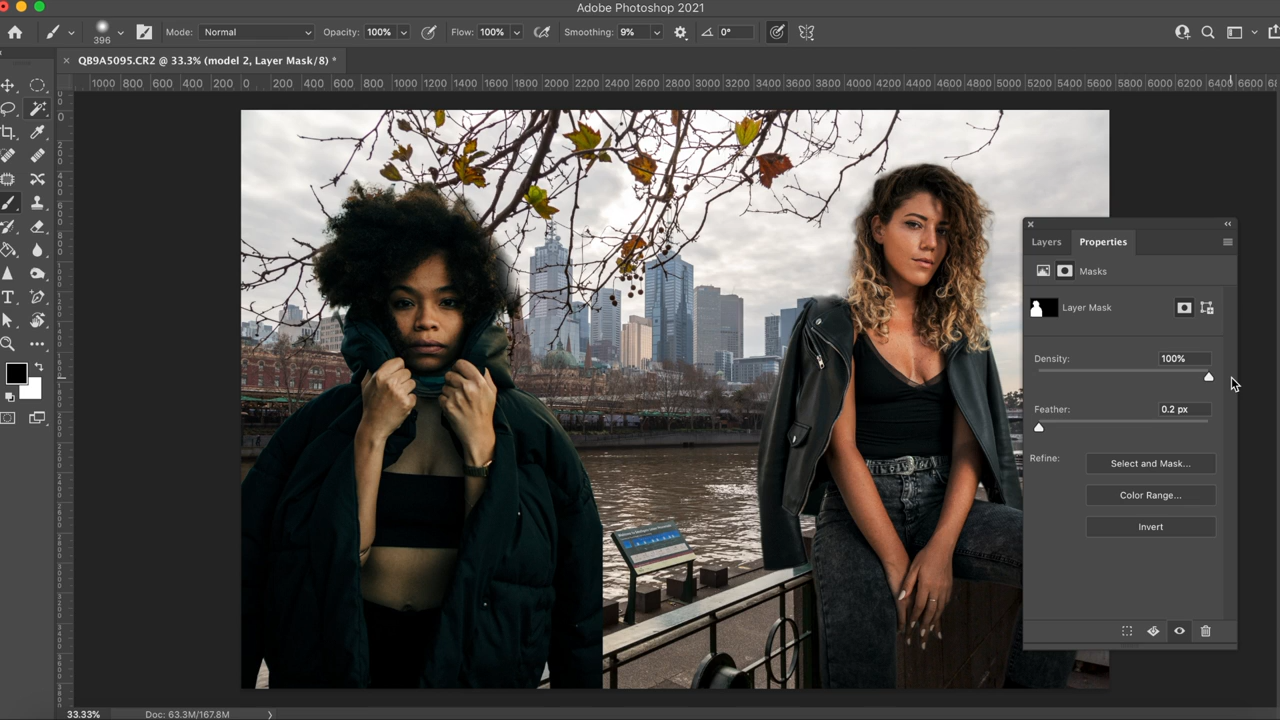 Adobe Photoshop 2021
396
Mode: Normal Opacity: 100% Flow: 100% Smoothing: 9% 0°
× QB9A5095.CR2 @ 33.3% (model 2, Layer Mask/8) *
1000 800 600 400 200 0 200 400 600 800 1000 1200 1400 1600 1800 2000 2200 2400 2600 2800 3000 3200 3400 3600 3800 4000 4200 4400 4600 4800 5000 5200 5400 5600 5800 6000 6200 6400 6600
Layers Properties
Masks
Layer Mask
Density: 100%
Feather: 0.2 px
Refine: Select and Mask...
Color Range...
Invert
33.33% Doc: 63.3M/167.8M